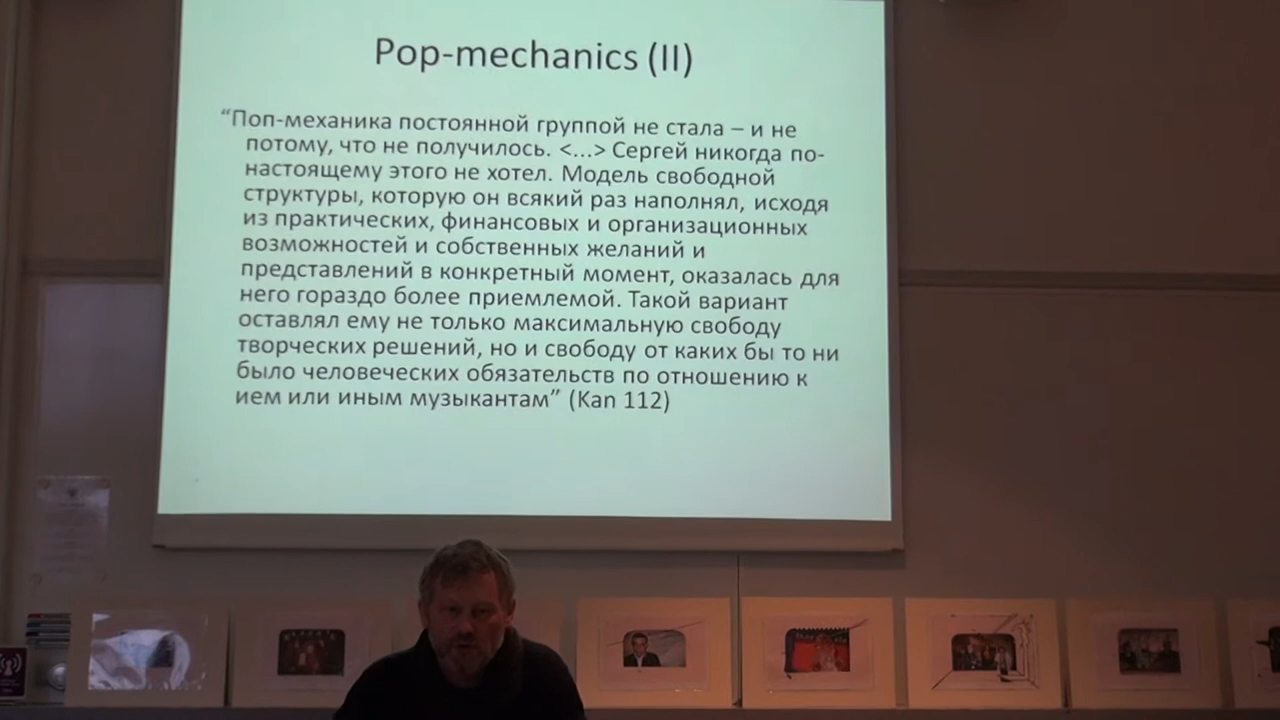 Pop-mechanics (II)
“Поп-механика постоянной группой не стала – и не
потому, что не получилось. <...> Сергей никогда по-
настоящему этого не хотел. Модель свободной
структуры, которую он всякий раз наполнял, исходя
из практических, финансовых и организационных
возможностей и собственных желаний и
представлений в конкретный момент, оказалась для
него гораздо более приемлемой. Такой вариант
оставлял ему не только максимальную свободу
творческих решений, но и свободу от каких бы то ни
было человеческих обязательств по отношению к
ием или иным музыкантам” (Kan 112)